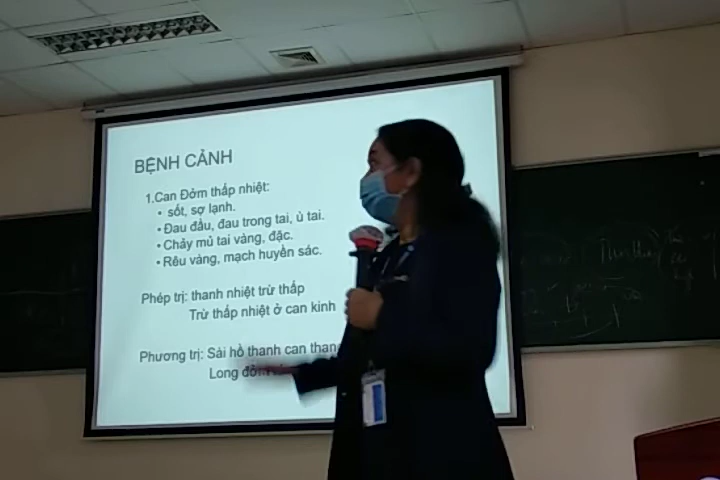 BỆNH CẢNH
1.Can Đởm thấp nhiệt:
• sốt, sợ lạnh.
• Đau đầu, đau trong tai, ù tai.
• Chảy mủ tai vàng, đặc.
• Rêu vàng, mạch huyền sác.
Phép trị: thanh nhiệt trừ thấp
Trừ thấp nhiệt ở can kinh
Phương trị: Sài hồ thanh can thang
Long đởm